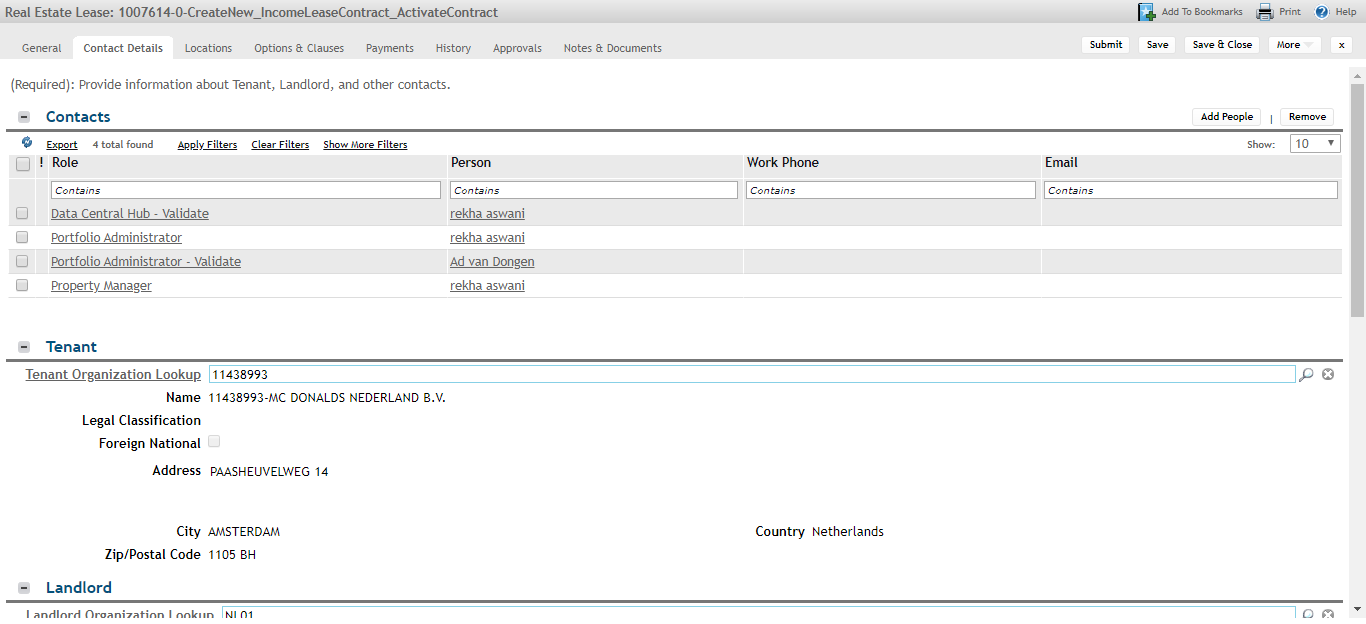 Real Estate Lease: 1007614-0-CreateNew_IncomeLeaseContract_ActivateContract Add To Bookmarks Print ? Help
General Contact Details Locations Options & Clauses Payments History Approvals Notes & Documents Submit Save Save & Close More x
(Required): Provide information about Tenant, Landlord, and other contacts.
Contacts Add People | Remove
Export 4 total found Apply Filters Clear Filters Show More Filters Show: 10
! Role Person Work Phone Email
Contains Contains Contains Contains
Data Central Hub - Validate rekha aswani
Portfolio Administrator rekha aswani
Portfolio Administrator - Validate Ad van Dongen
Property Manager rekha aswani
Tenant
Tenant Organization Lookup 11438993
Name 11438993-MC DONALDS NEDERLAND B.V.
Legal Classification
Foreign National
Address PAASHEUVELWEG 14
City AMSTERDAM Country Netherlands
Zip/Postal Code 1105 BH
Landlord
Landlord Organization Lookup NL01